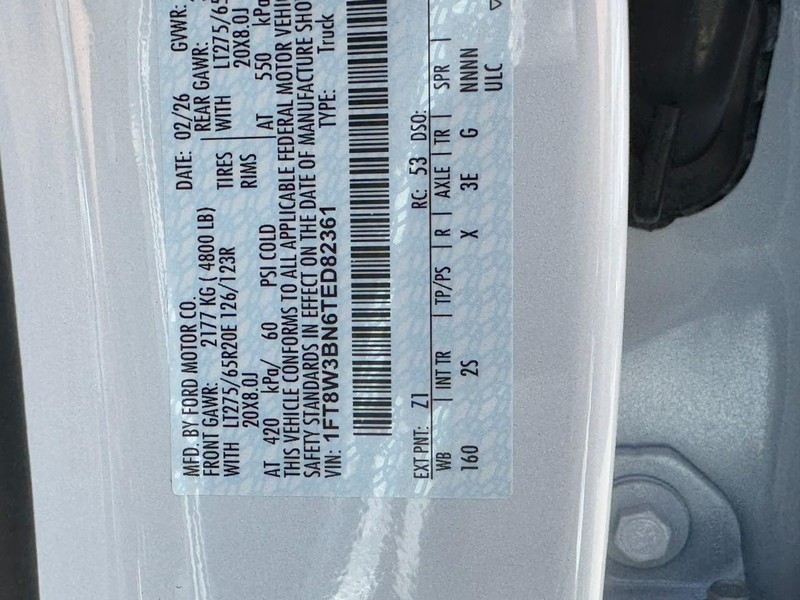 MFD. BY FORD MOTOR CO.
DATE: 02/26 GVWR:
FRONT GAWR: 2177 KG ( 4800 LB)
REAR GAWR:
WITH LT275/65R20E 126/123R TIRES WITH LT275/65
20X8.0J RIMS 20X8.0J
AT 420 kPa/ 60 PSI COLD AT 550 kPa
THIS VEHICLE CONFORMS TO ALL APPLICABLE FEDERAL MOTOR VEHIC
SAFETY STANDARDS IN EFFECT ON THE DATE OF MANUFACTURE SHO
VIN: 1FT8W3BN6TED82361 TYPE: Truck
EXT PNT: Z1 RC: 53 DSO:
WB | INT TR | TP/PS | R | AXLE | TR | SPR |
160 2S X 3E G NNNN
ULC